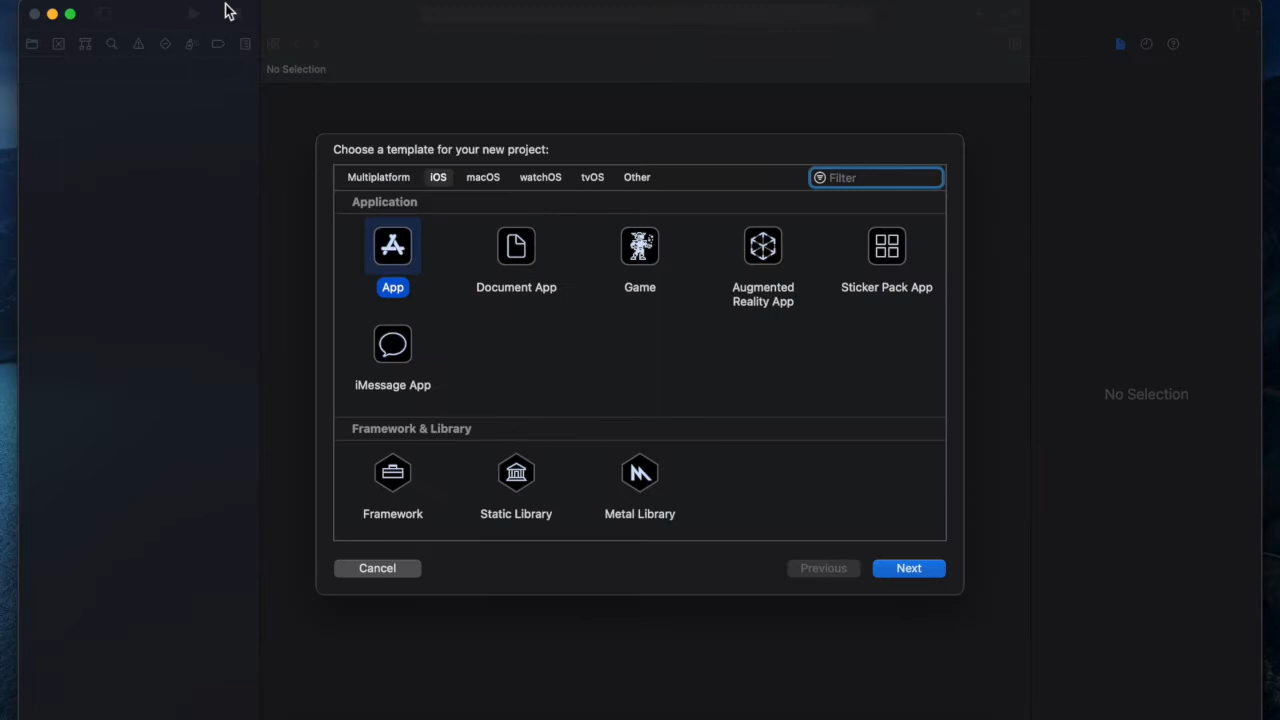 No Selection
Choose a template for your new project:
Multiplatform iOS macOS watchOS tvOS Other Filter
Application
App Document App Game Augmented Reality App Sticker Pack App
iMessage App
Framework & Library
Framework Static Library Metal Library
No Selection
Cancel Previous Next